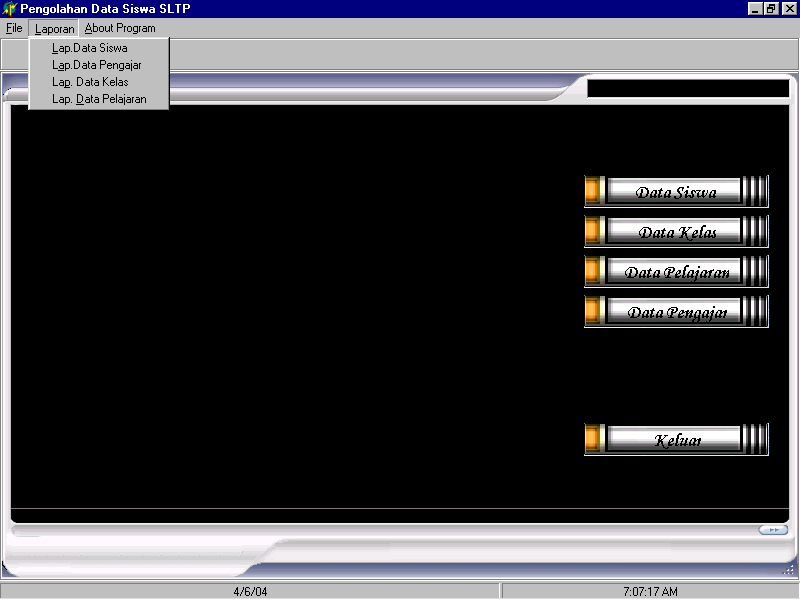 Pengolahan Data Siswa SLTP
File Laporan About Program
Lap.Data Siswa
Lap.Data Pengajar
Lap. Data Kelas
Lap. Data Pelajaran
Data Siswa
Data Kelas
Data Pelajaran
Data Pengajar
Keluar
4/6/04 7:07:17 AM